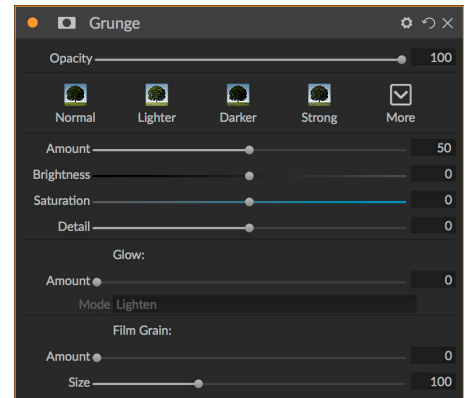 Grunge
Opacity 100
Normal Lighter Darker Strong More
Amount 50
Brightness 0
Saturation 0
Detail 0
Glow:
Amount 0
Mode Lighten
Film Grain:
Amount 0
Size 100